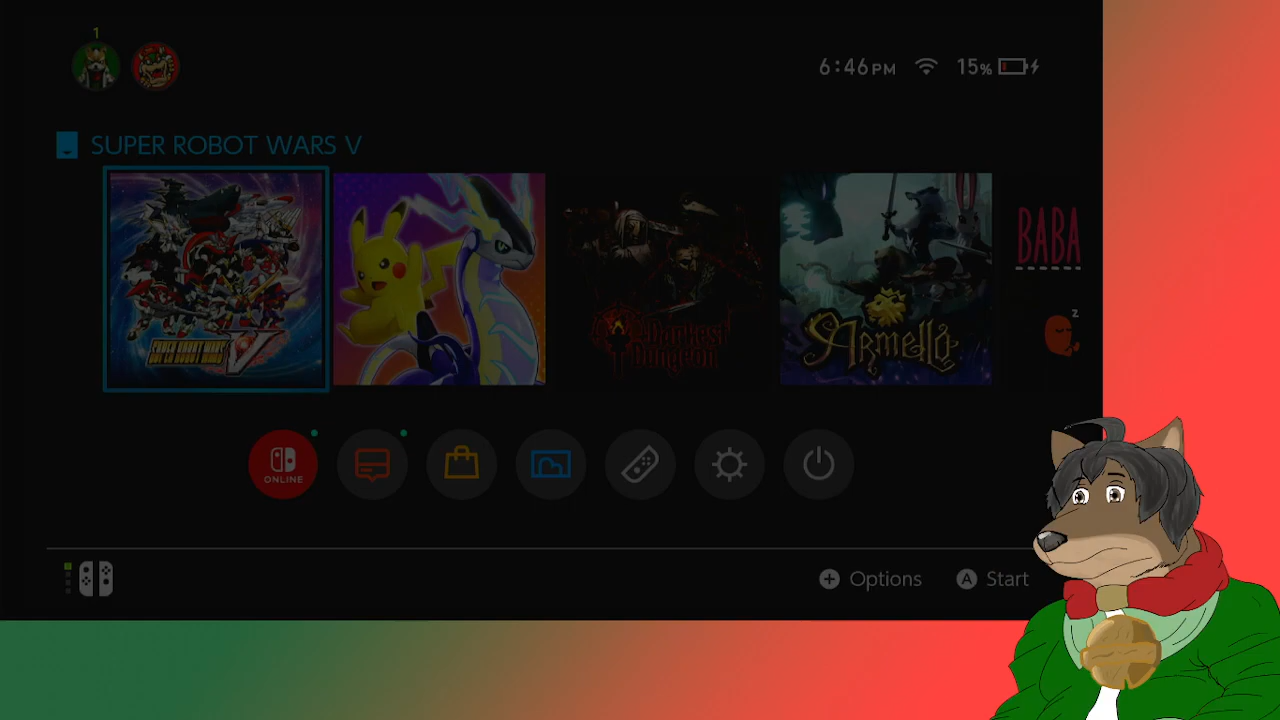 1
6:46PM 15%
SUPER ROBOT WARS V
SUPER ROBOT WARS V
Darkest Dungeon
ARMELLO
BABA
z
ONLINE
Options Start